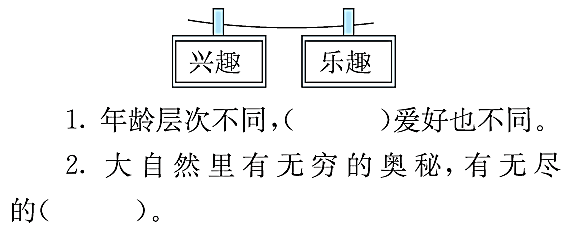 兴趣 乐趣
1. 年龄层次不同,(　　)爱好也不同。
2. 大自然里有无穷的奥秘,有无尽
的(　　)。